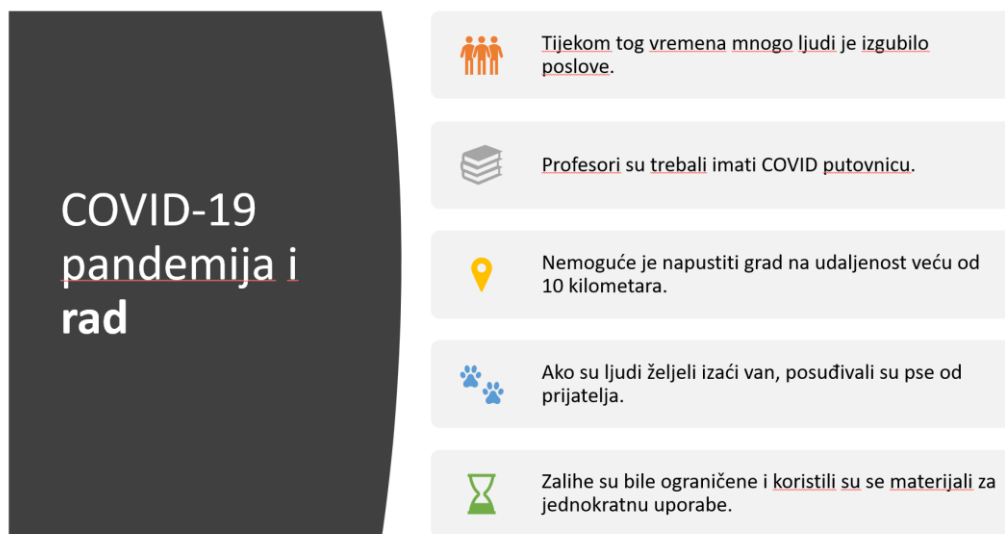 COVID-19
pandemija i
rad
Tijekom tog vremena mnogo ljudi je izgubilo
poslove.
Profesori su trebali imati COVID putovnicu.
Nemoguće je napustiti grad na udaljenost veću od
10 kilometara.
Ako su ljudi željeli izaći van, posuđivali su pse od
prijatelja.
Zalihe su bile ograničene i koristili su se materijali za
jednokratnu uporabe.